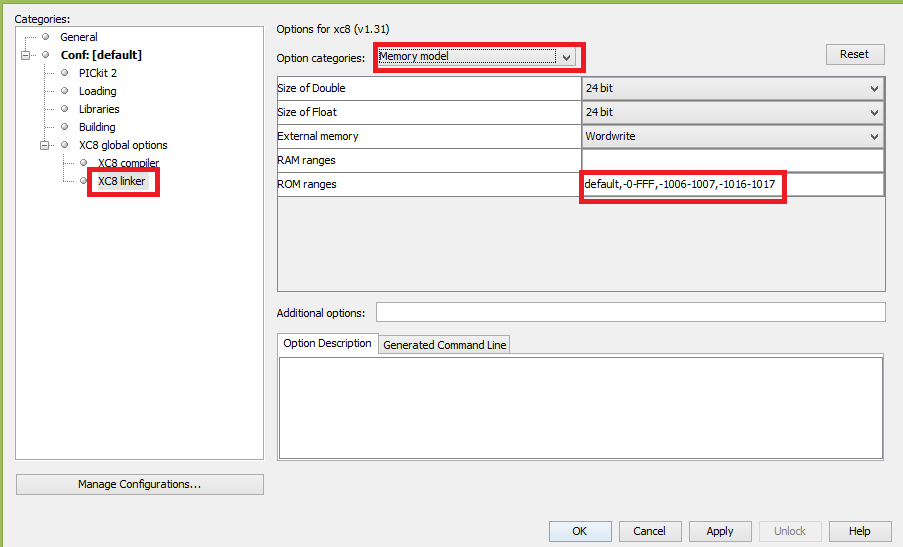 Categories:
General
Conf: [default]
PICkit 2
Loading
Libraries
Building
XC8 global options
XC8 compiler
XC8 linker
Manage Configurations...
Options for xc8 (v1.31)
Option categories: Memory model
Reset
Size of Double 24 bit
Size of Float 24 bit
External memory Wordwrite
RAM ranges
ROM ranges default,-0-FFF,-1006-1007,-1016-1017
Additional options:
Option Description Generated Command Line
OK Cancel Apply Unlock Help